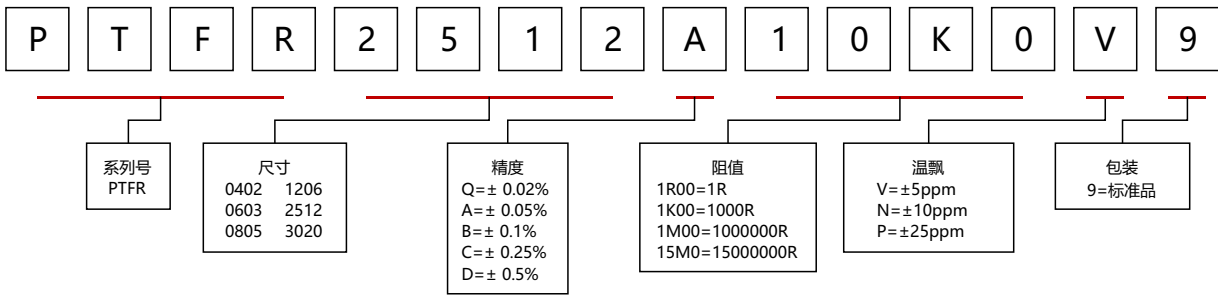 P T F R 2 5 1 2 A 1 0 K 0 V 9
系列号
PTFR
尺寸
0402 1206
0603 2512
0805 3020
精度
Q=± 0.02%
A=± 0.05%
B=± 0.1%
C=± 0.25%
D=± 0.5%
阻值
1R00=1R
1K00=1000R
1M00=1000000R
15M0=15000000R
温飘
V=±5ppm
N=±10ppm
P=±25ppm
包装
9=标准品